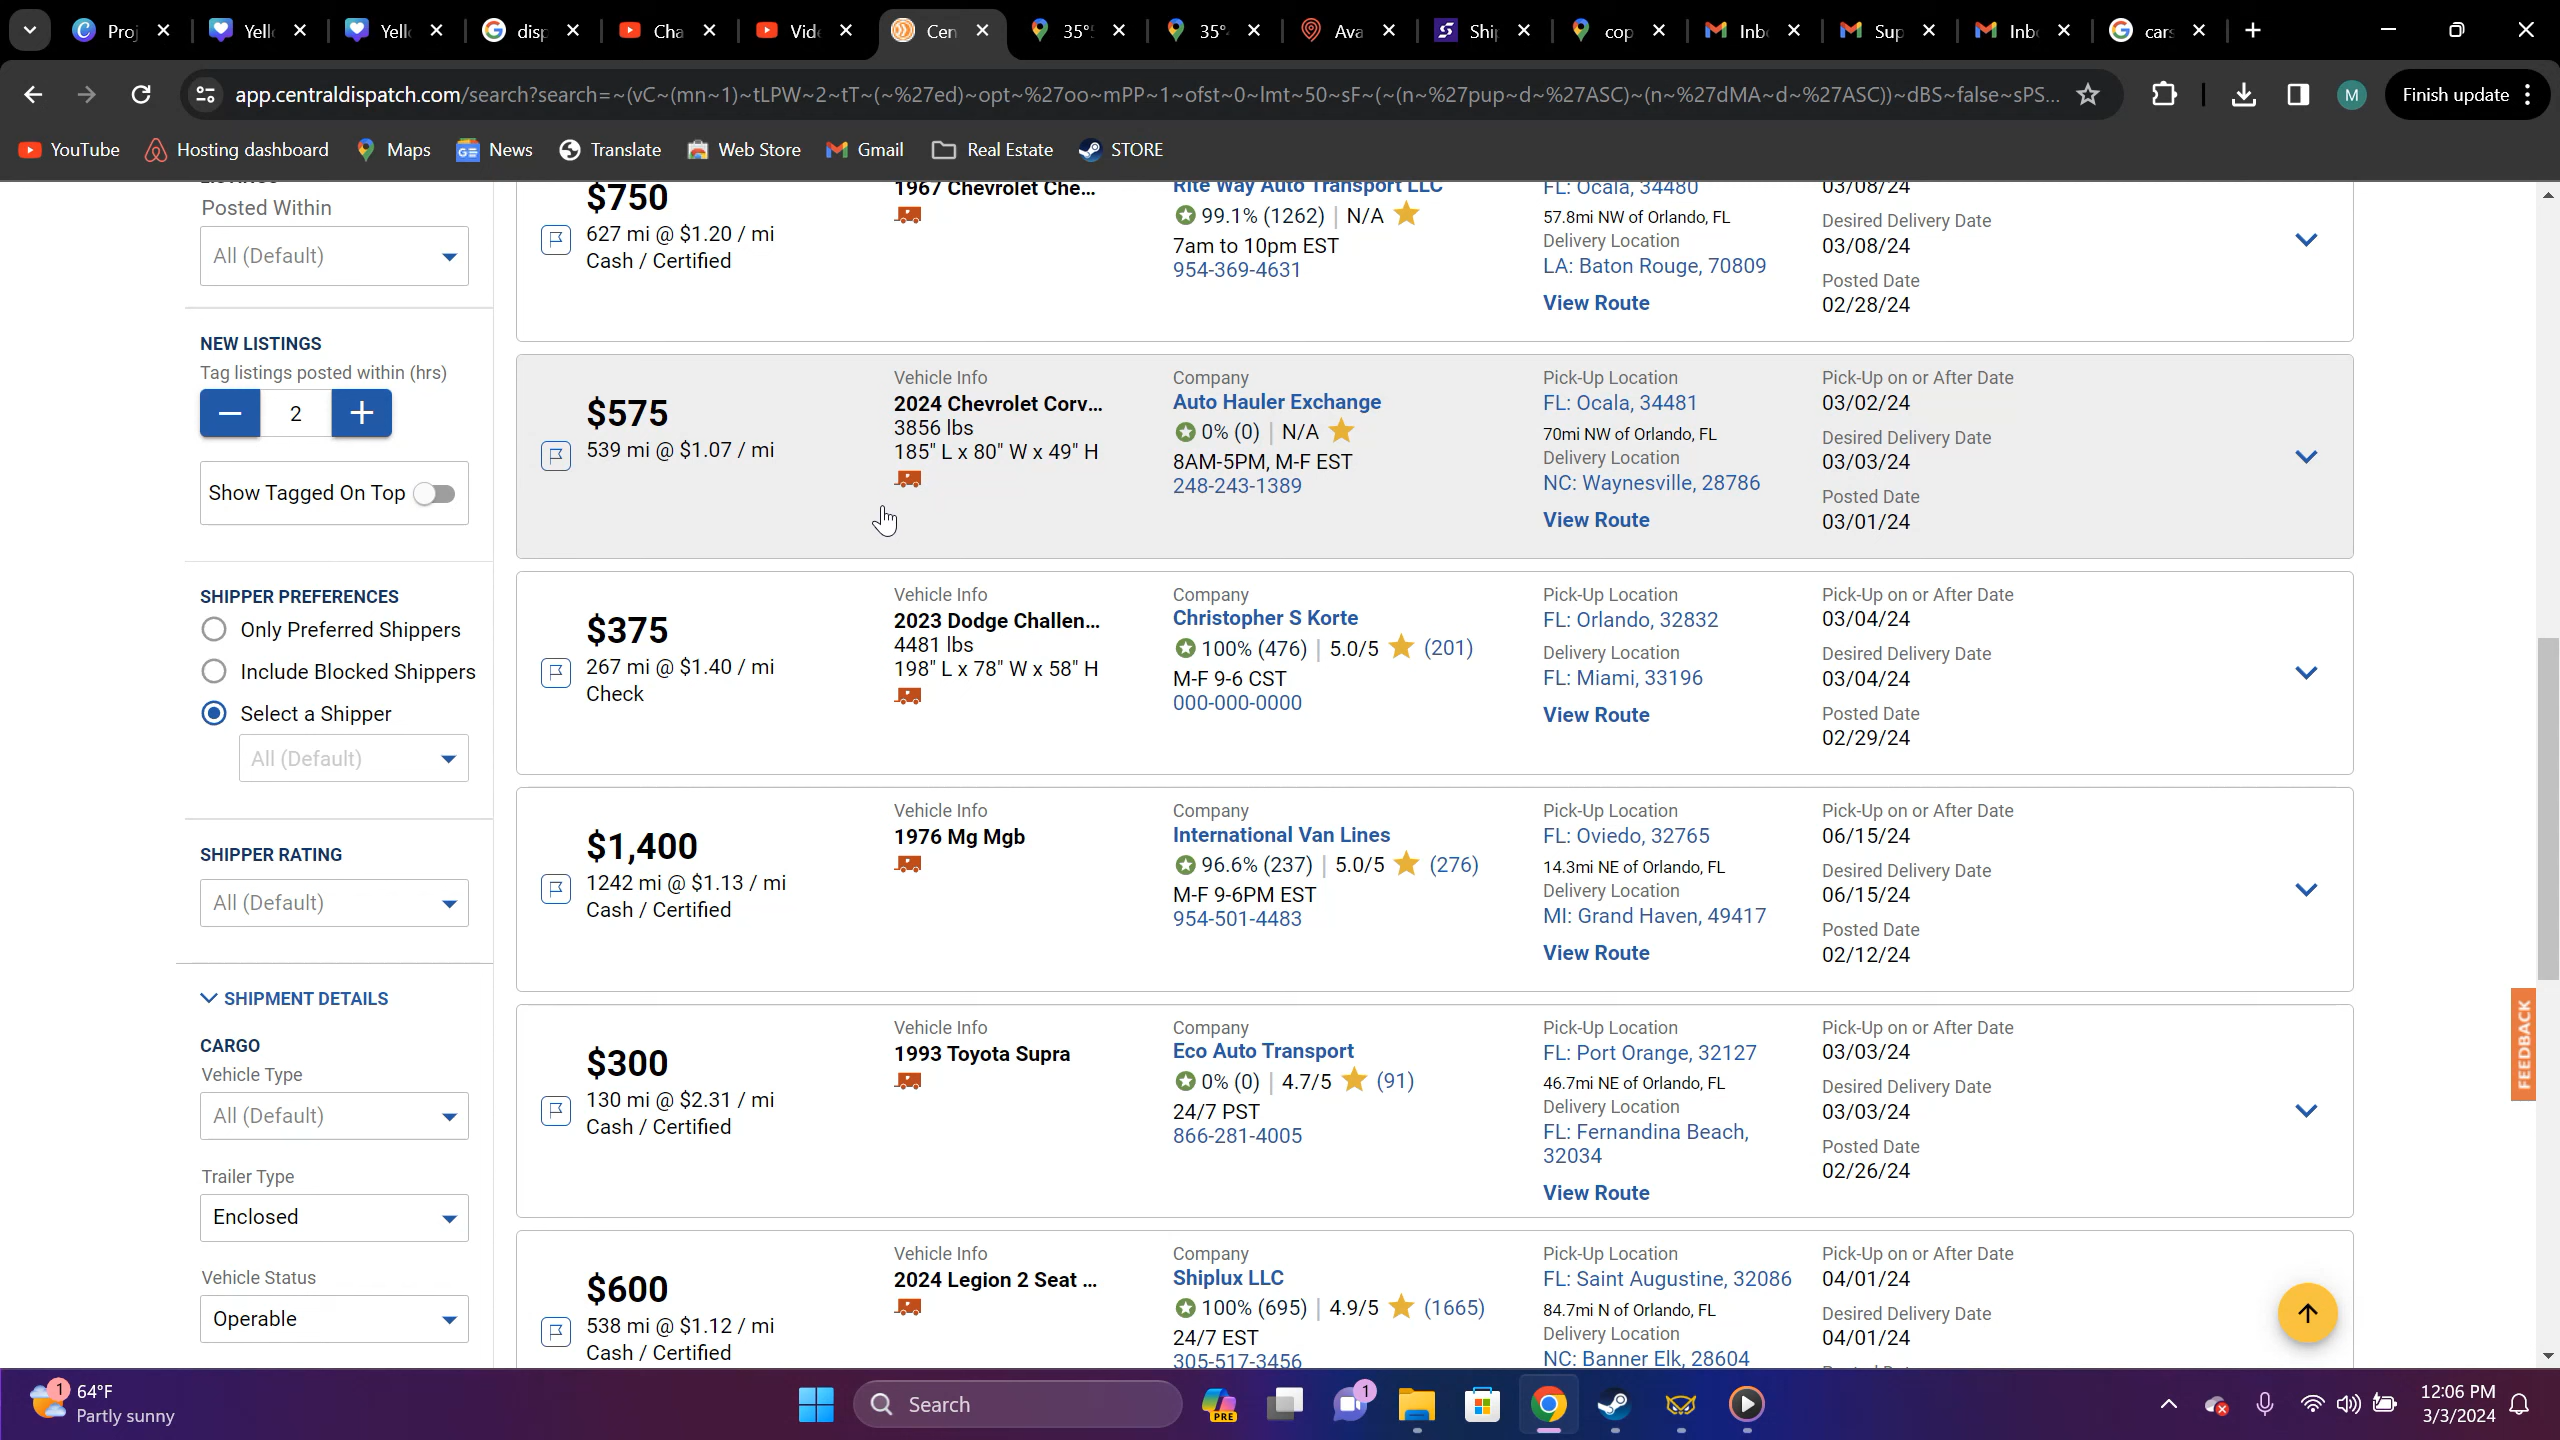 Proj
Yell
Yell
disp
Cha
Vid
Cen
35°
35°
Ava
Ship
cop
Inb
Sup
Inb
cars
app.centraldispatch.com/search?search=~(vC~(mn~1)~tLPW~2~tT~(~%27ed)~opt~%27oo~mPP~1~ofst~0~lmt~50~sF~(~(n~%27pup~d~%27ASC)~(n~%27dMA~d~%27ASC))~dBS~false~sPS...
M
Finish update
YouTube
Hosting dashboard
Maps
News
Translate
Web Store
Gmail
Real Estate
STORE
Posted Within
All (Default)
NEW LISTINGS
Tag listings posted within (hrs)
2
Show Tagged On Top
SHIPPER PREFERENCES
Only Preferred Shippers
Include Blocked Shippers
Select a Shipper
All (Default)
SHIPPER RATING
All (Default)
SHIPMENT DETAILS
CARGO
Vehicle Type
All (Default)
Trailer Type
Enclosed
Vehicle Status
Operable
$750
627 mi @ $1.20 / mi
Cash / Certified
1967 Chevrolet Che...
Rite Way Auto Transport LLC
99.1% (1262) | N/A
7am to 10pm EST
954-369-4631
FL: Ocala, 34480
57.8mi NW of Orlando, FL
Delivery Location
LA: Baton Rouge, 70809
View Route
03/08/24
Desired Delivery Date
03/08/24
Posted Date
02/28/24
$575
539 mi @ $1.07 / mi
Vehicle Info
2024 Chevrolet Corv...
3856 lbs
185" L x 80" W x 49" H
Company
Auto Hauler Exchange
0% (0) | N/A
8AM-5PM, M-F EST
248-243-1389
Pick-Up Location
FL: Ocala, 34481
70mi NW of Orlando, FL
Delivery Location
NC: Waynesville, 28786
View Route
Pick-Up on or After Date
03/02/24
Desired Delivery Date
03/03/24
Posted Date
03/01/24
$375
267 mi @ $1.40 / mi
Check
Vehicle Info
2023 Dodge Challen...
4481 lbs
198" L x 78" W x 58" H
Company
Christopher S Korte
100% (476) | 5.0/5 (201)
M-F 9-6 CST
000-000-0000
Pick-Up Location
FL: Orlando, 32832
Delivery Location
FL: Miami, 33196
View Route
Pick-Up on or After Date
03/04/24
Desired Delivery Date
03/04/24
Posted Date
02/29/24
$1,400
1242 mi @ $1.13 / mi
Cash / Certified
Vehicle Info
1976 Mg Mgb
Company
International Van Lines
96.6% (237) | 5.0/5 (276)
M-F 9-6PM EST
954-501-4483
Pick-Up Location
FL: Oviedo, 32765
14.3mi NE of Orlando, FL
Delivery Location
MI: Grand Haven, 49417
View Route
Pick-Up on or After Date
06/15/24
Desired Delivery Date
06/15/24
Posted Date
02/12/24
$300
130 mi @ $2.31 / mi
Cash / Certified
Vehicle Info
1993 Toyota Supra
Company
Eco Auto Transport
0% (0) | 4.7/5 (91)
24/7 PST
866-281-4005
Pick-Up Location
FL: Port Orange, 32127
46.7mi NE of Orlando, FL
Delivery Location
FL: Fernandina Beach,
32034
View Route
Pick-Up on or After Date
03/03/24
Desired Delivery Date
03/03/24
Posted Date
02/26/24
$600
538 mi @ $1.12 / mi
Cash / Certified
Vehicle Info
2024 Legion 2 Seat ...
Company
Shiplux LLC
100% (695) | 4.9/5 (1665)
24/7 EST
305-517-3456
Pick-Up Location
FL: Saint Augustine, 32086
84.7mi N of Orlando, FL
Delivery Location
NC: Banner Elk, 28604
Pick-Up on or After Date
04/01/24
Desired Delivery Date
04/01/24
FEEDBACK
1
64°F
Partly sunny
Search
PRE
1
12:06 PM
3/3/2024